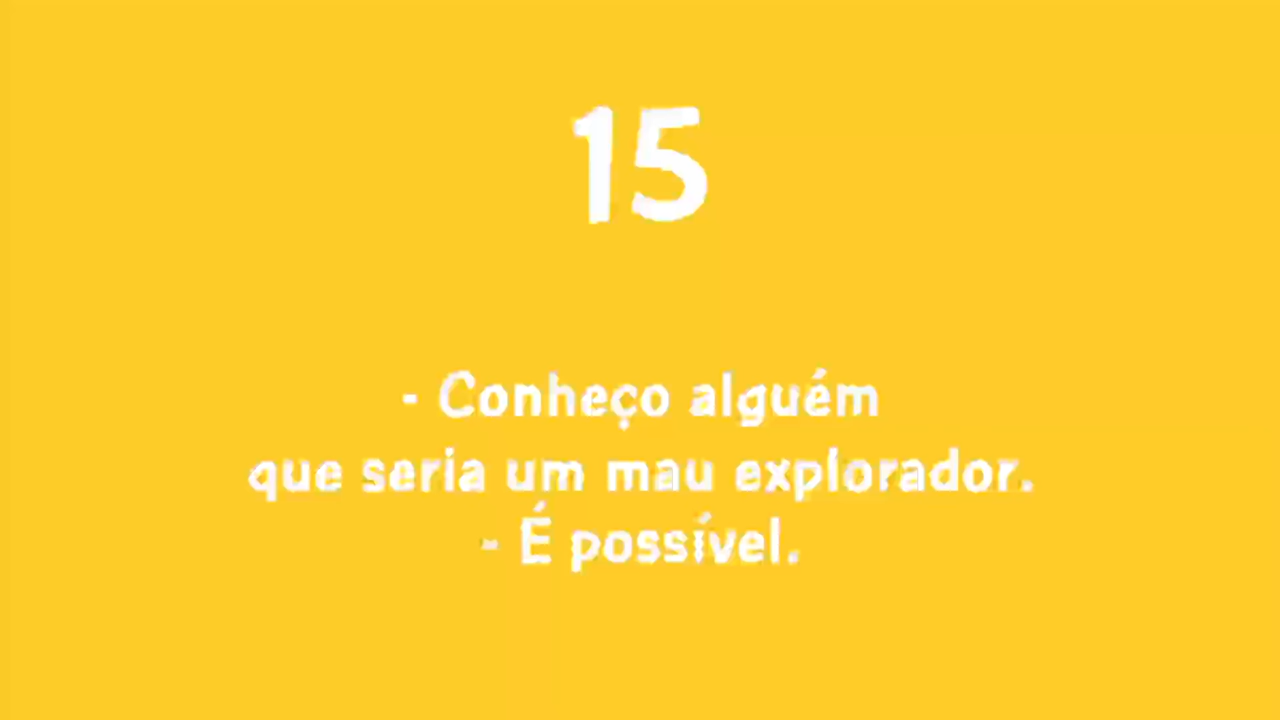 15
- Conheço alguém
que seria um mau explorador.
- É possível.